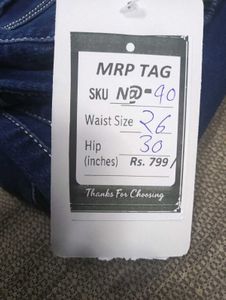 MRP TAG
SKU N@-90
Waist Size 26
Hip 30
(inches) Rs. 799/
Thanks For Choosing